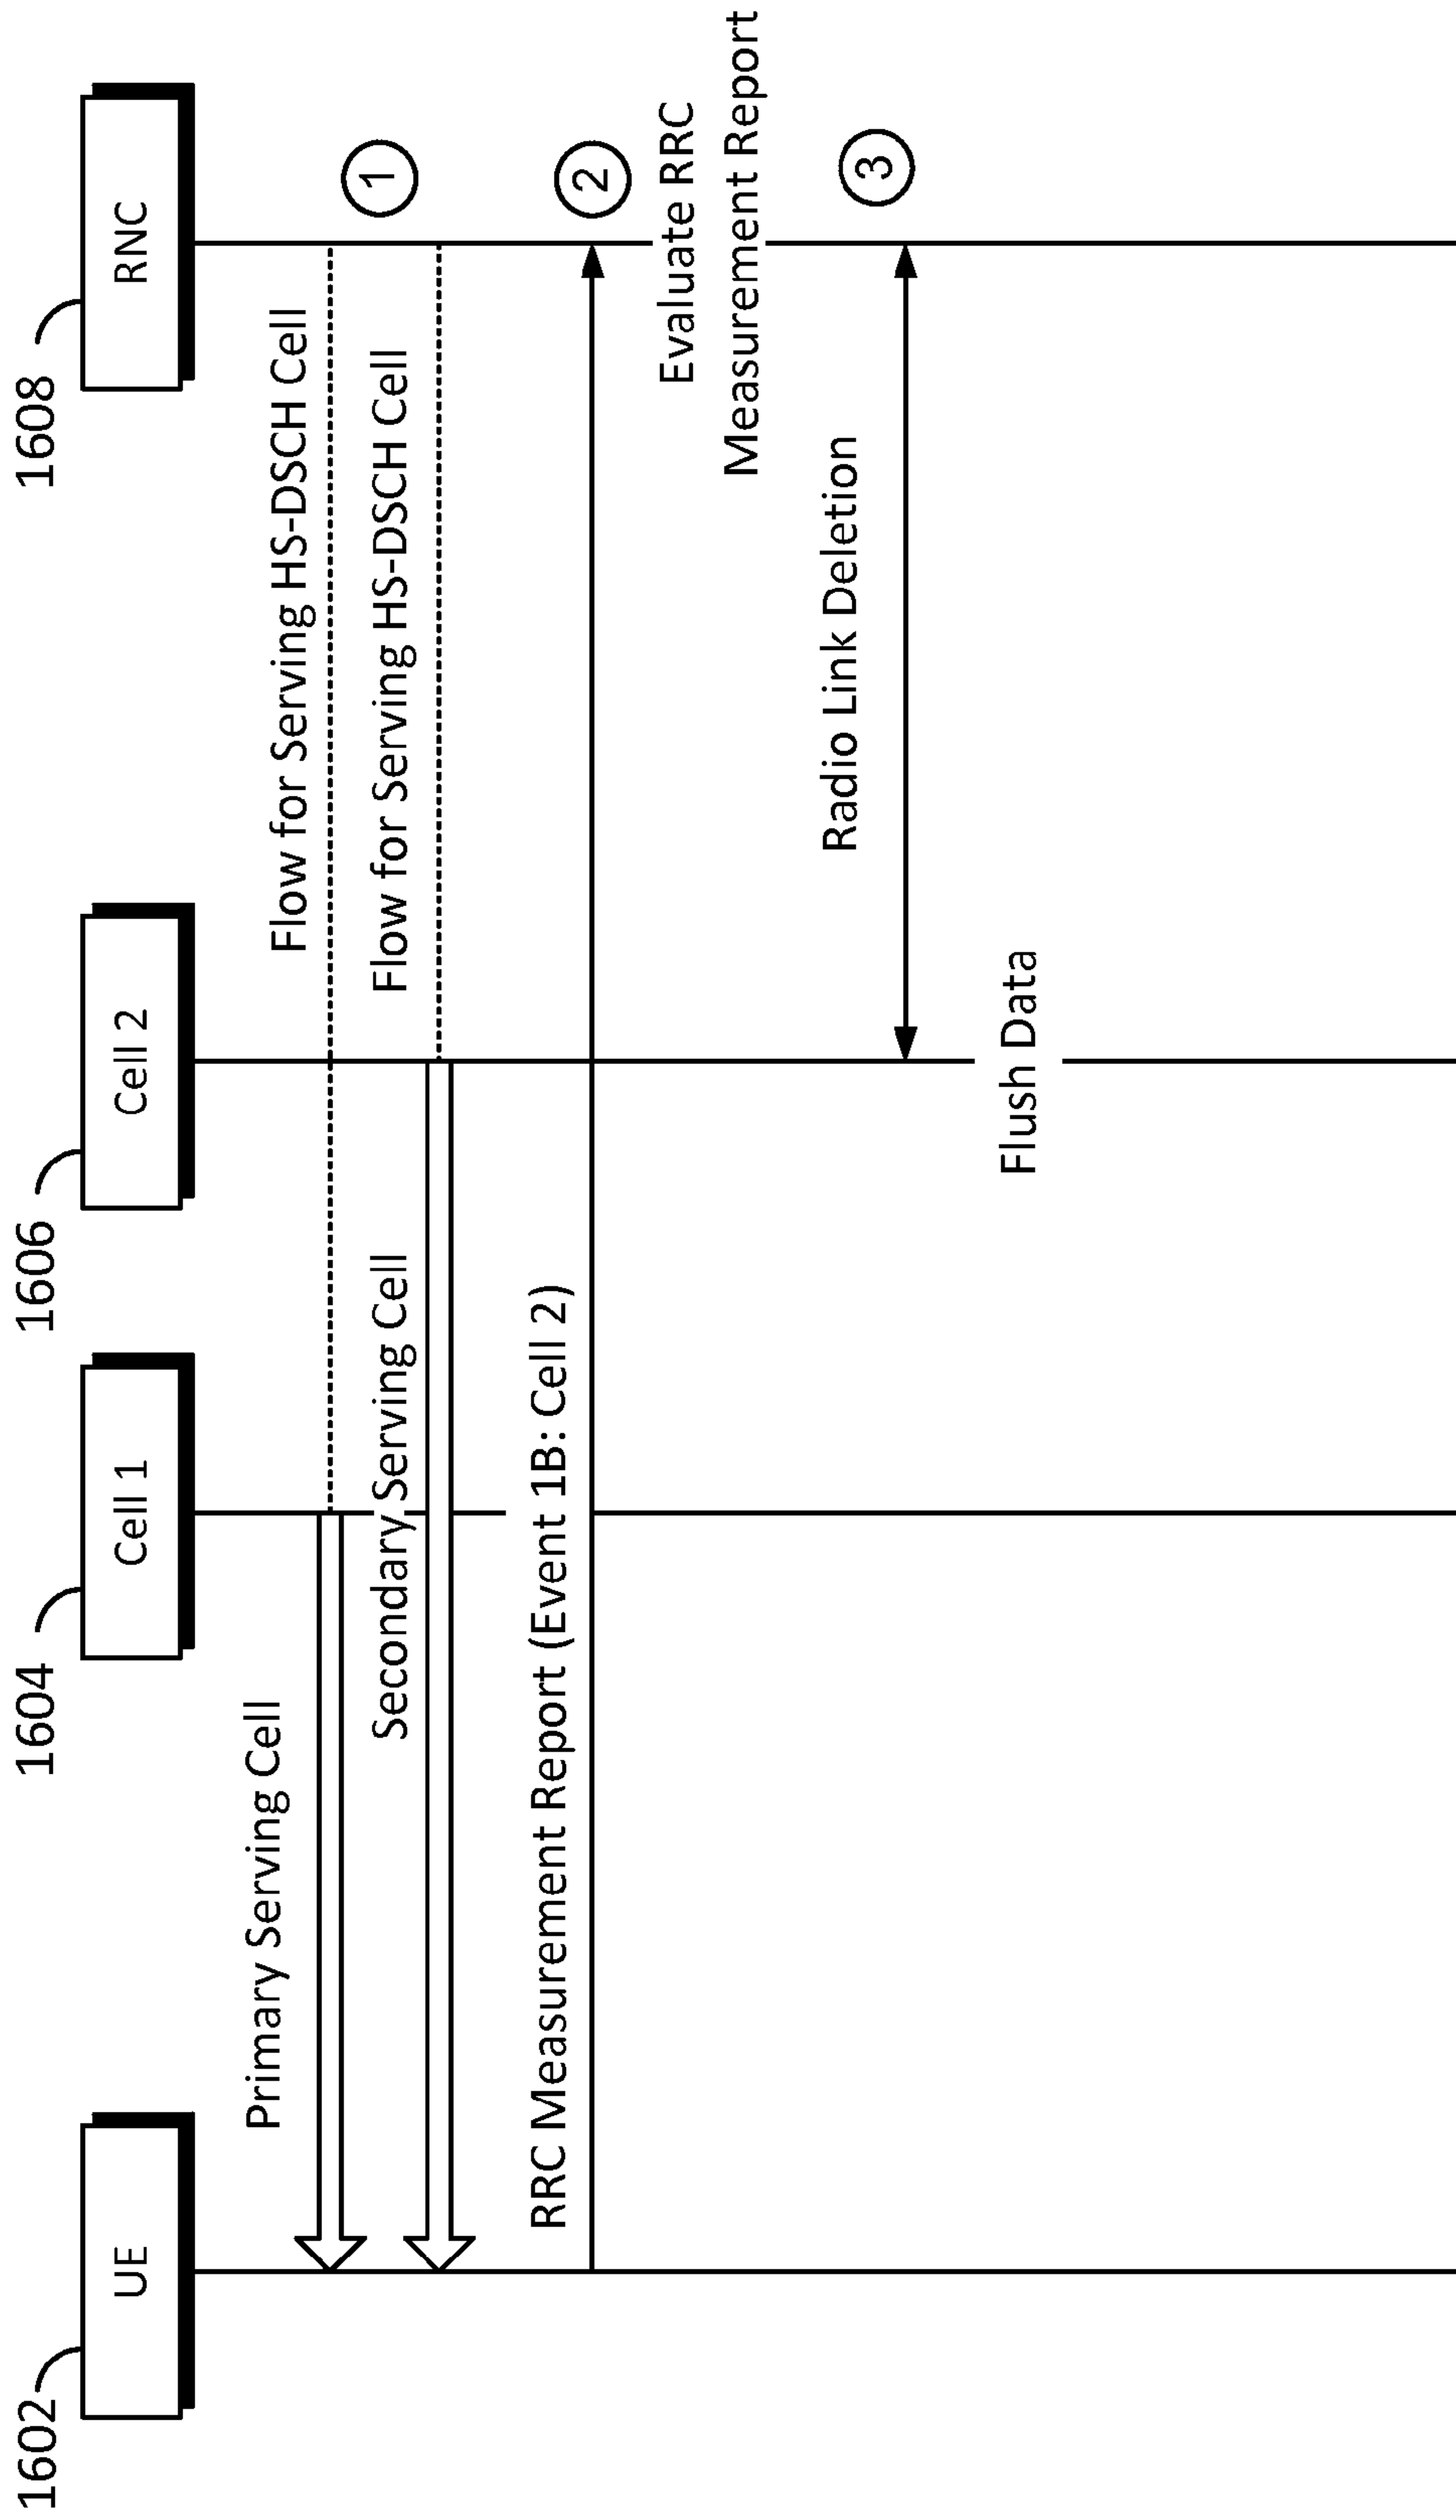 1602
1604
1606
1608
UE
Cell 1
Cell 2
RNC
Primary Serving Cell
Flow for Serving HS-DSCH Cell
1
Secondary Serving Cell
Flow for Serving HS-DSCH Cell
RRC Measurement Report (Event 1B: Cell 2)
2
Evaluate RRC
Measurement Report
Radio Link Deletion
3
Flush Data